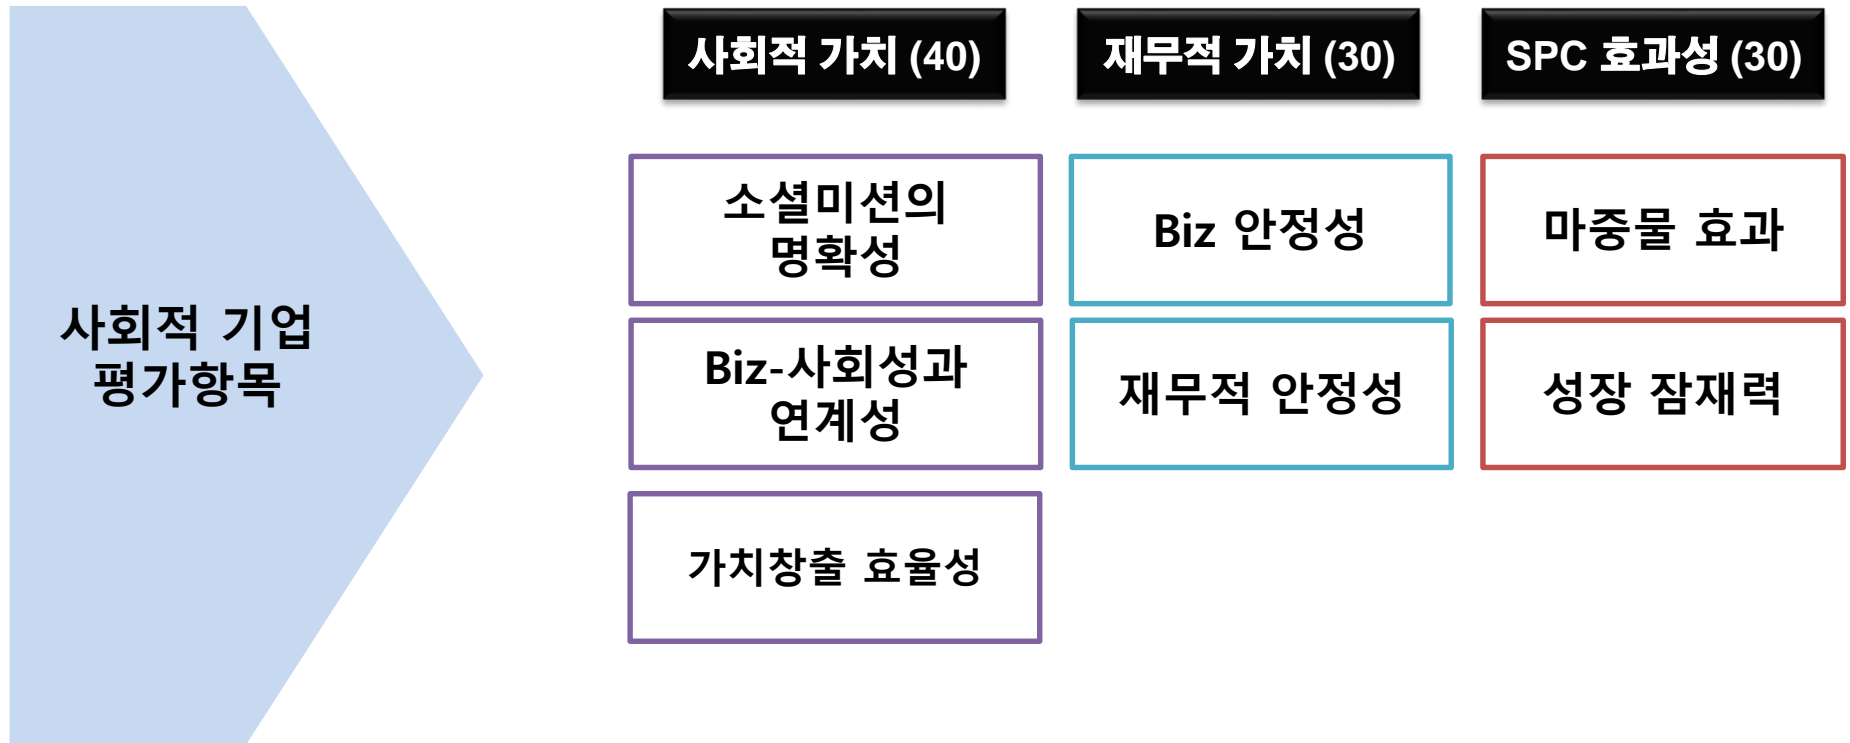 사회적 기업
평가항목
사회적 가치 (40)
소셜미션의
명확성
Biz-사회성과
연계성
가치창출 효율성
재무적 가치 (30)
Biz 안정성
재무적 안정성
SPC 효과성 (30)
마중물 효과
성장 잠재력